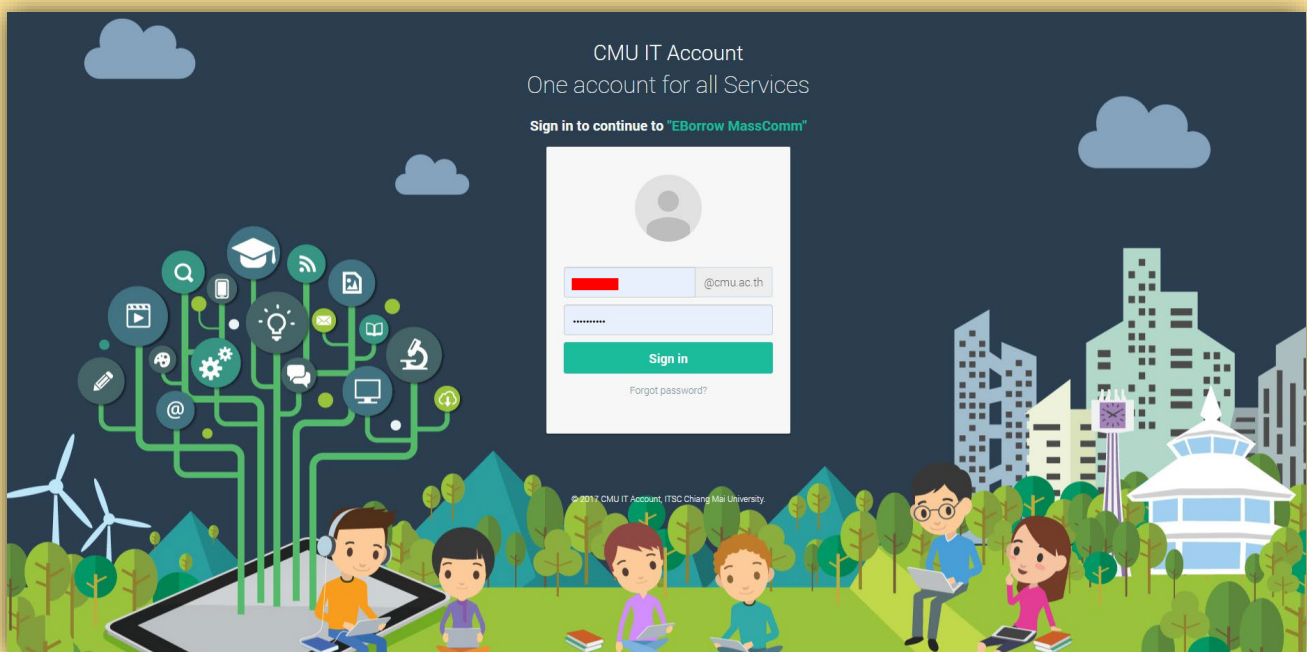 CMU IT Account
One account for all Services
Sign in to continue to "EBorrow MassComm"
@cmu.ac.th
••••••••••
Sign in
Forgot password?
© 2017 CMU IT Account, ITSC Chiang Mai University.
@